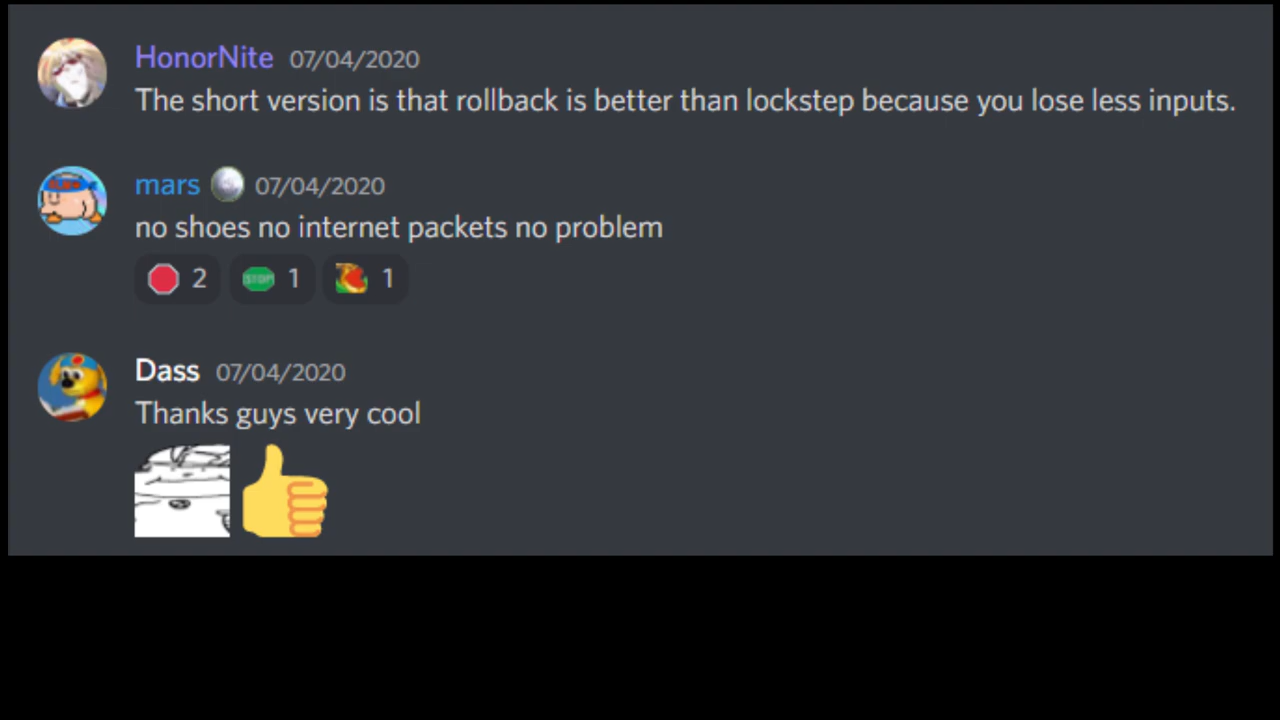 HonorNite 07/04/2020
The short version is that rollback is better than lockstep because you lose less inputs.
mars 07/04/2020
no shoes no internet packets no problem
2 STOP! 1 1
Dass 07/04/2020
Thanks guys very cool